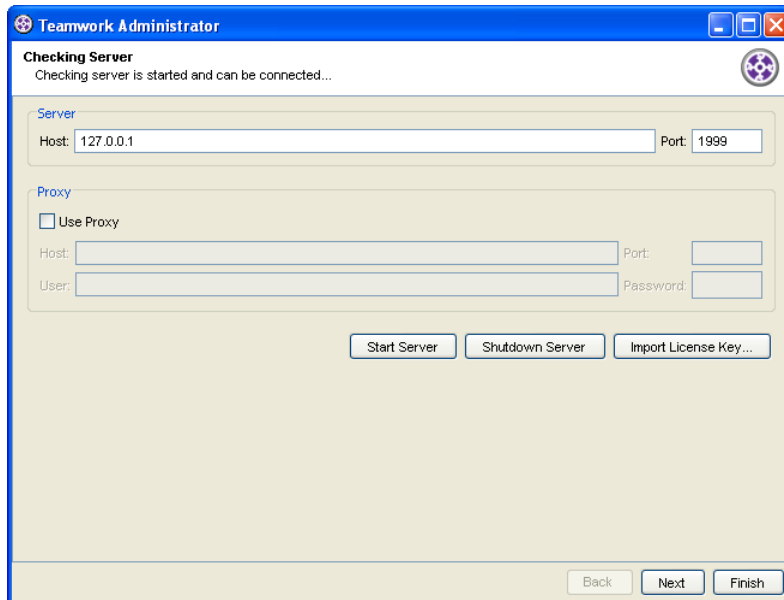 Teamwork Administrator
Checking Server
Checking server is started and can be connected...
Server
Host: 127.0.0.1 Port: 1999
Proxy
Use Proxy
Host: Port:
User: Password:
Start Server Shutdown Server Import License Key...
Back Next Finish